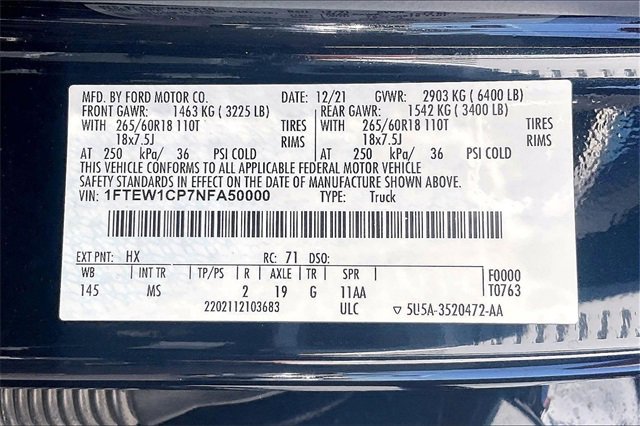 MFD. BY FORD MOTOR CO. DATE: 12/21 GVWR: 2903 KG ( 6400 LB)
FRONT GAWR: 1463 KG ( 3225 LB) REAR GAWR: 1542 KG ( 3400 LB)
WITH 265/60R18 110T TIRES WITH 265/60R18 110T TIRES
18x7.5J RIMS 18x7.5J RIMS
AT 250 kPa/ 36 PSI COLD AT 250 kPa/ 36 PSI COLD
THIS VEHICLE CONFORMS TO ALL APPLICABLE FEDERAL MOTOR VEHICLE
SAFETY STANDARDS IN EFFECT ON THE DATE OF MANUFACTURE SHOWN ABOVE.
VIN: 1FTEW1CP7NFA50000 TYPE: Truck
EXT PNT: HX RC: 71 DSO:
WB INT TR TP/PS R AXLE TR SPR F0000
145 MS 2 19 G 11AA T0763
2202112103683 ULC ▽ 5U5A-3520472-AA